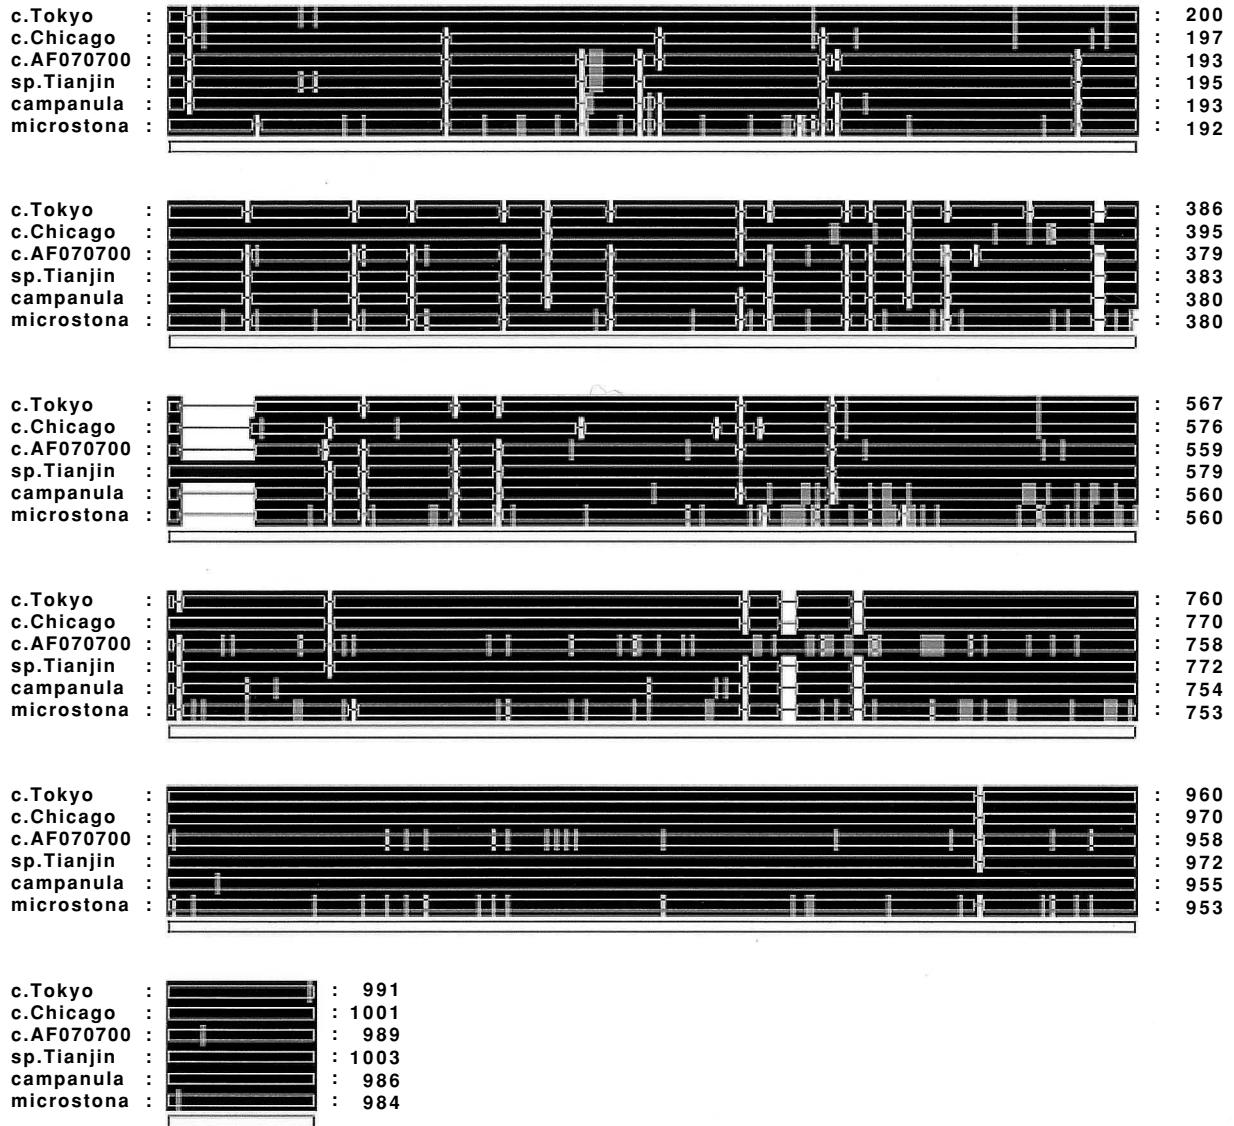 c.Tokyo : : 200
c.Chicago : : 197
c.AF070700 : : 193
sp.Tianjin : : 195
campanula : : 193
microstona : : 192
c.Tokyo : : 386
c.Chicago : : 395
c.AF070700 : : 379
sp.Tianjin : : 383
campanula : : 380
microstona : : 380
c.Tokyo : : 567
c.Chicago : : 576
c.AF070700 : : 559
sp.Tianjin : : 579
campanula : : 560
microstona : : 560
c.Tokyo : : 760
c.Chicago : : 770
c.AF070700 : : 758
sp.Tianjin : : 772
campanula : : 754
microstona : : 753
c.Tokyo : : 960
c.Chicago : : 970
c.AF070700 : : 958
sp.Tianjin : : 972
campanula : : 955
microstona : : 953
c.Tokyo : : 991
c.Chicago : : 1001
c.AF070700 : : 989
sp.Tianjin : : 1003
campanula : : 986
microstona : : 984